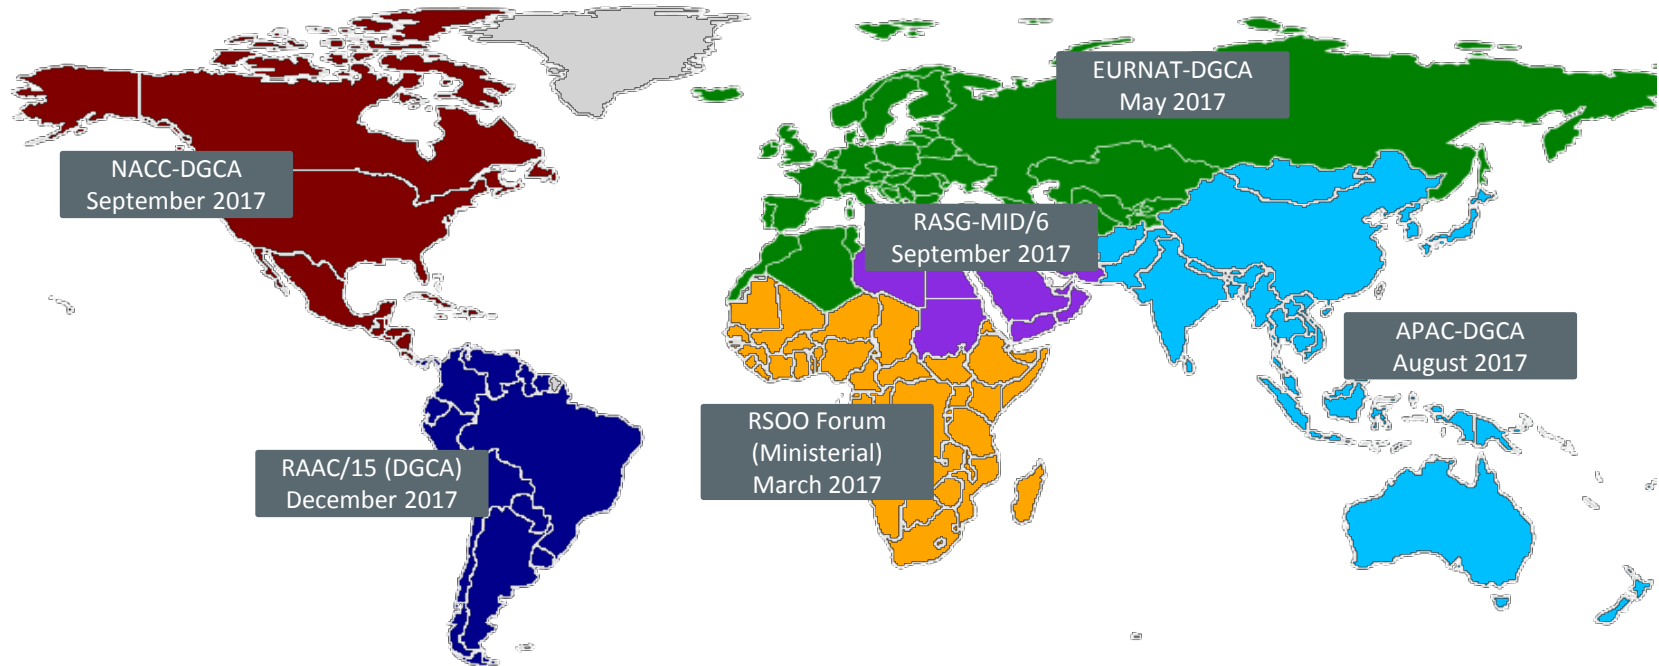 EURNAT-DGCA
May 2017
NACC-DGCA
September 2017
RASG-MID/6
September 2017
APAC-DGCA
August 2017
RSOO Forum
(Ministerial)
March 2017
RAAC/15 (DGCA)
December 2017